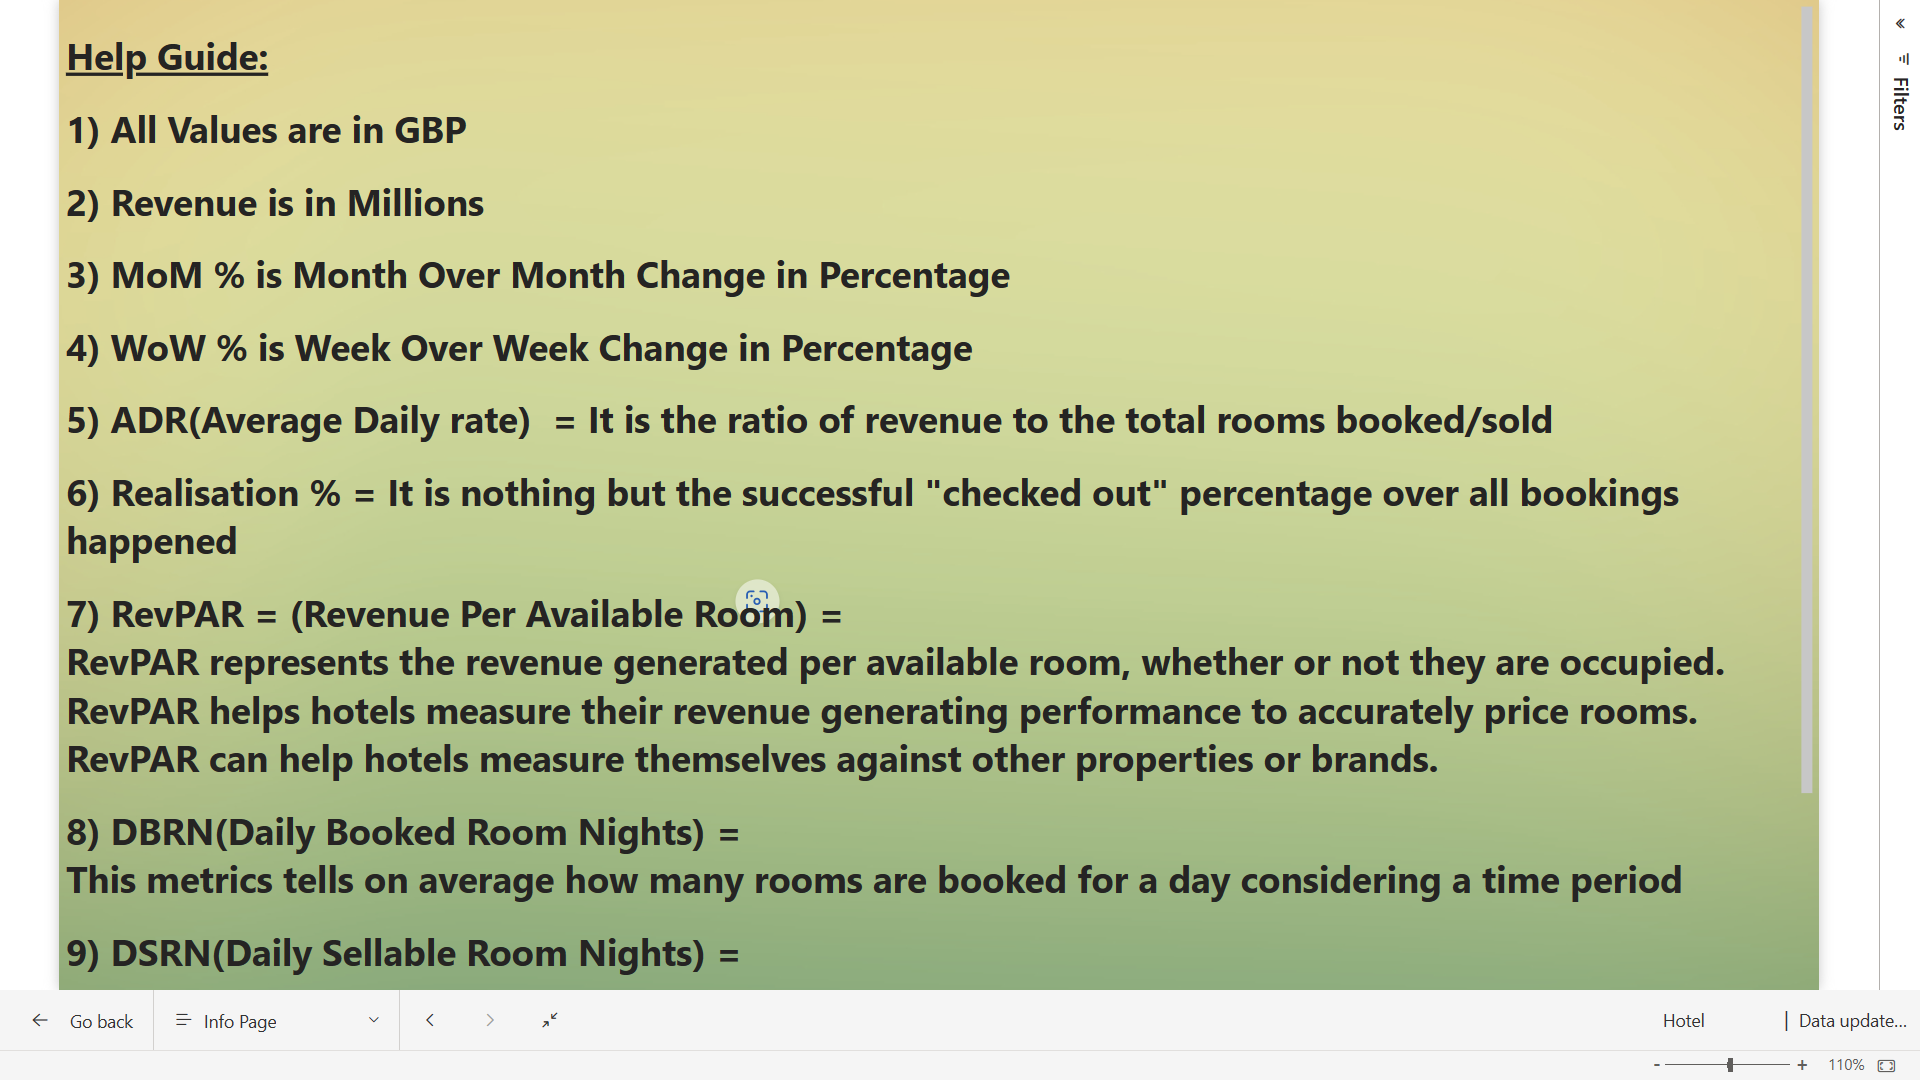 Help Guide:
1) All Values are in GBP
2) Revenue is in Millions
3) MoM % is Month Over Month Change in Percentage
4) WoW % is Week Over Week Change in Percentage
5) ADR(Average Daily rate)  = It is the ratio of revenue to the total rooms booked/sold
6) Realisation % = It is nothing but the successful "checked out" percentage over all bookings
happened
7) RevPAR = (Revenue Per Available Room) =
RevPAR represents the revenue generated per available room, whether or not they are occupied.
RevPAR helps hotels measure their revenue generating performance to accurately price rooms.
RevPAR can help hotels measure themselves against other properties or brands.
8) DBRN(Daily Booked Room Nights) =
This metrics tells on average how many rooms are booked for a day considering a time period
9) DSRN(Daily Sellable Room Nights) =
Filters
Go back
Info Page
Hotel
| Data update...
- + 110%